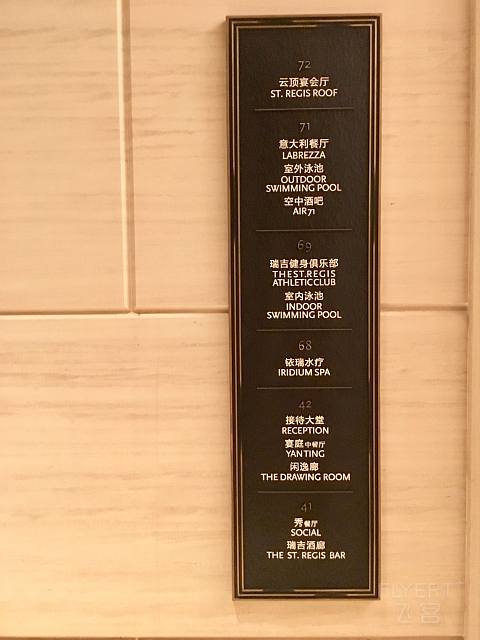 72
云顶宴会厅
ST. REGIS ROOF
71
意大利餐厅
LABREZZA
室外泳池
OUTDOOR
SWIMMING POOL
空中酒吧
AIR71
69
瑞吉健身俱乐部
THE ST.REGIS
ATHLETIC CLUB
室内泳池
INDOOR
SWIMMING POOL
68
铱瑞水疗
IRIDIUM SPA
42
接待大堂
RECEPTION
宴庭中餐厅
YAN TING
闲逸廊
THE DRAWING ROOM
41
秀餐厅
SOCIAL
瑞吉酒廊
THE ST. REGIS BAR
FLYERT
飞客